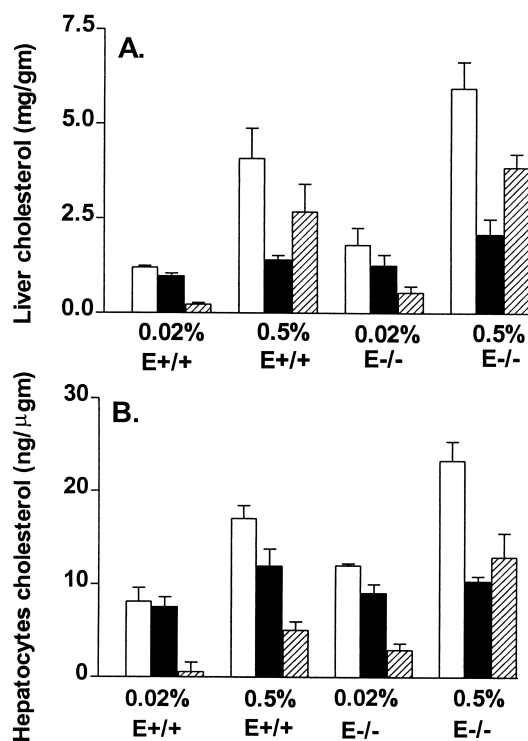 A.
Liver cholesterol (mg/gm)
7.5
5.0
2.5
0.0
0.02% 0.5% 0.02% 0.5%
E+/+ E+/+ E-/- E-/-
B.
Hepatocytes cholesterol (ng/μgm)
30
20
10
0
0.02% 0.5% 0.02% 0.5%
E+/+ E+/+ E-/- E-/-